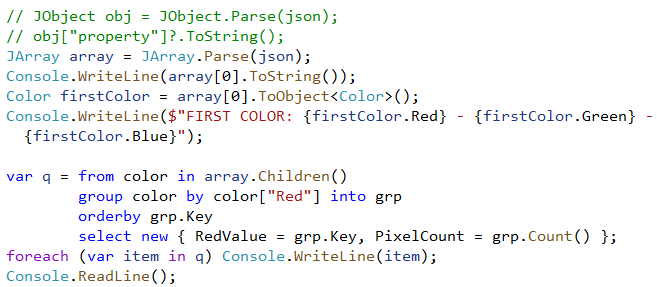 // JObject obj = JObject.Parse(json);
// obj["property"]?.ToString();
JArray array = JArray.Parse(json);
Console.WriteLine(array[0].ToString());
Color firstColor = array[0].ToObject<Color>();
Console.WriteLine($"FIRST COLOR: {firstColor.Red} - {firstColor.Green} -
{firstColor.Blue}");
var q = from color in array.Children()
group color by color["Red"] into grp
orderby grp.Key
select new { RedValue = grp.Key, PixelCount = grp.Count() };
foreach (var item in q) Console.WriteLine(item);
Console.ReadLine();